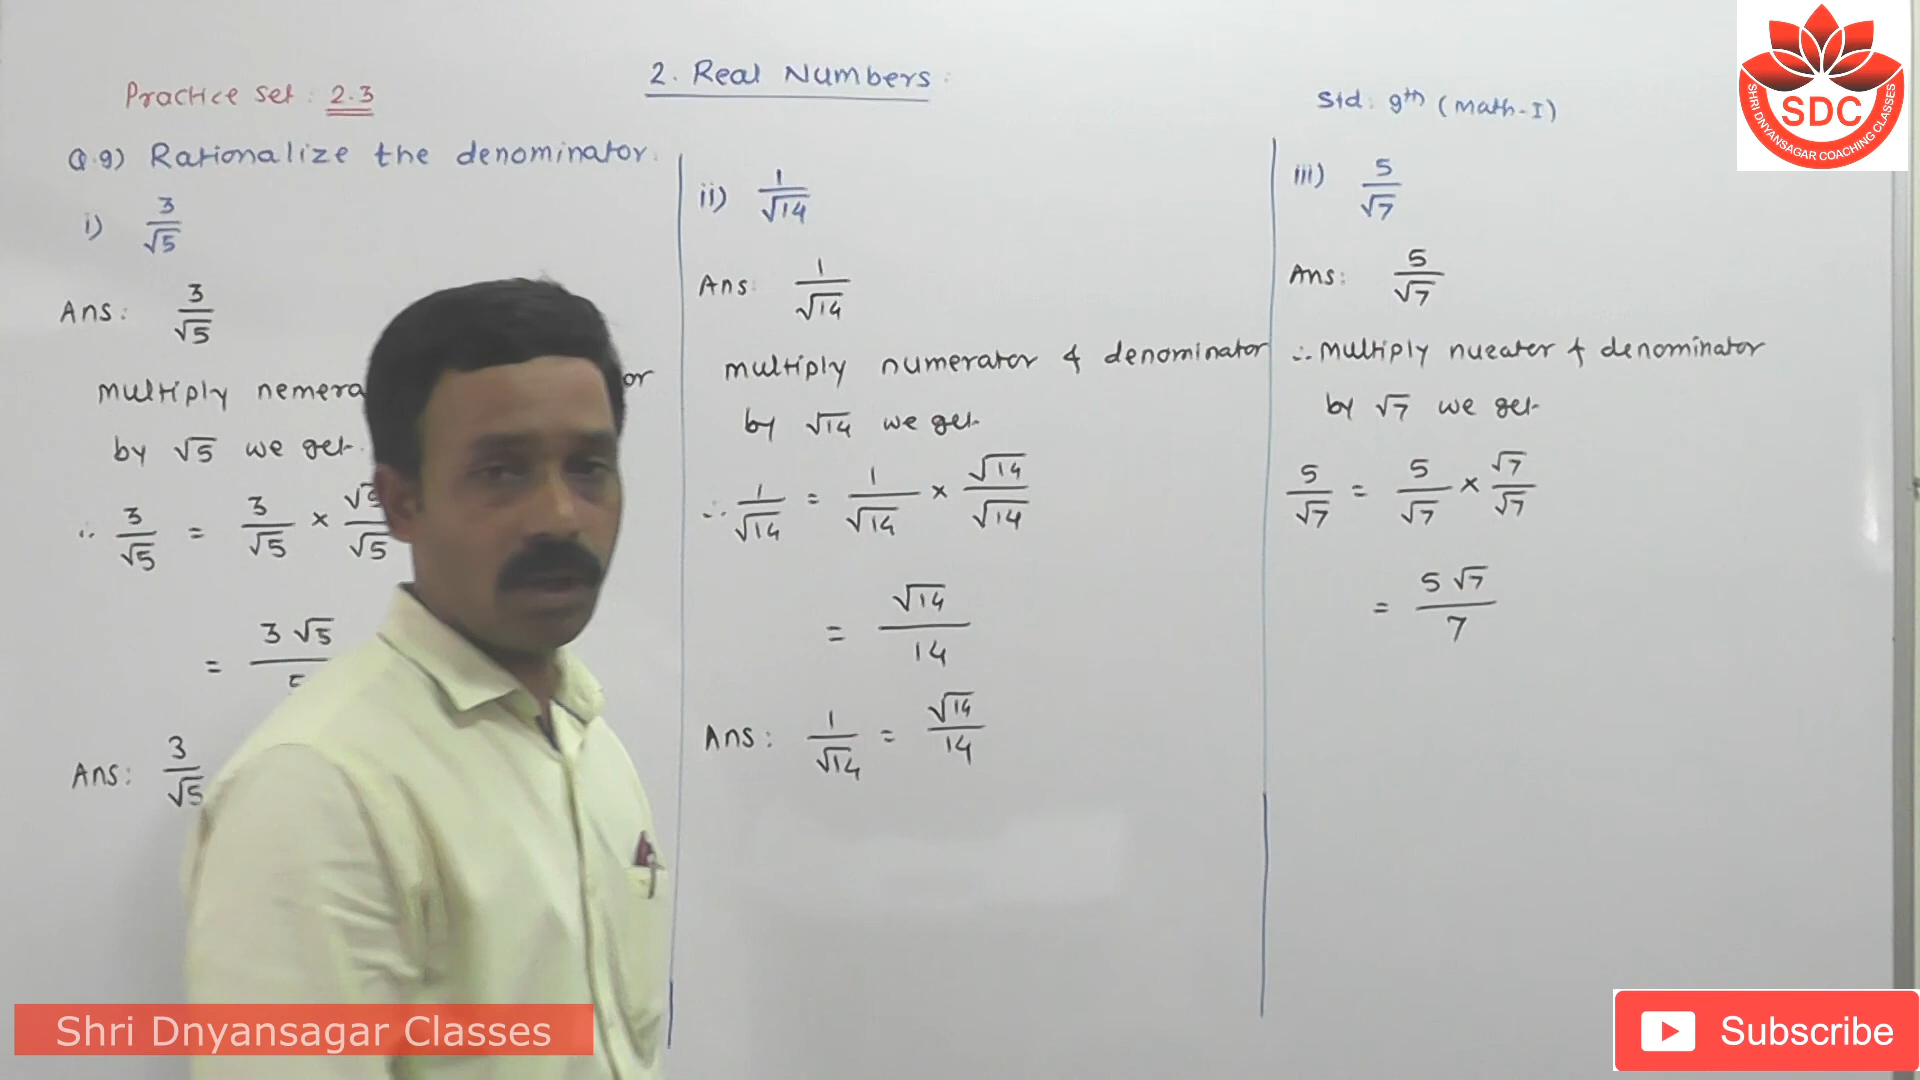 2. Real Numbers
Practice set : 2.3
Std : 9th (Math-I)
Q.9) Rationalize the denominator.
i) 3/√5
Ans: 3/√5
multiply
or
by √5 we get
∴ 3/√5 = 3/√5 × /√5
= 3√5/
Ans: 3/√5
ii) 1/√14
Ans 1/√14
multiply numerator & denominator
by √14 we get
∴ 1/√14 = 1/√14 × √14/√14
= √14/14
Ans: 1/√14 = √14/14
iii) 5/√7
Ans: 5/√7
∴ multiply nueater & denominator
by √7 we get
5/√7 = 5/√7 × √7/√7
= 5√7/7
SDC
SHRI DNYANSAGAR COACHING CLASSES
Shri Dnyansagar Classes
Subscribe